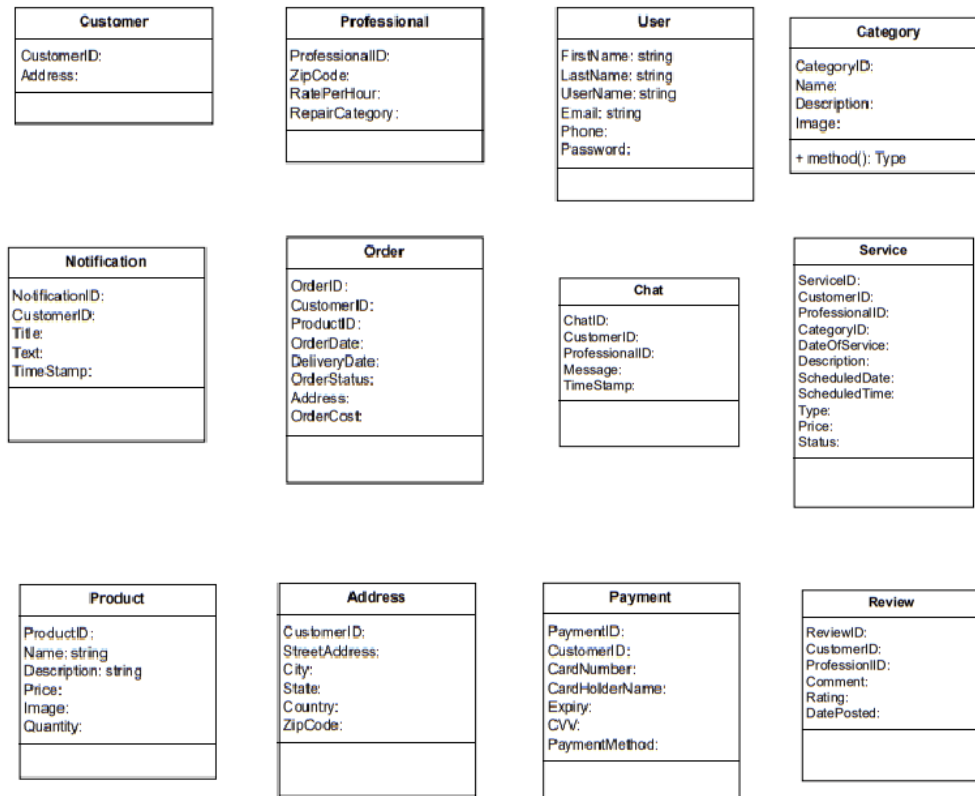 Customer
CustomerID:
Address:
Professional
ProfessionalID:
ZipCode:
RatePerHour:
RepairCategory:
User
FirstName: string
LastName: string
UserName: string
Email: string
Phone:
Password:
Category
CategoryID:
Name:
Description:
Image:
+ method(): Type
Notification
NotificationID:
CustomerID:
Title:
Text:
TimeStamp:
Order
OrderID:
CustomerID:
ProductID:
OrderDate:
DeliveryDate:
OrderStatus:
Address:
OrderCost:
Chat
ChatID:
CustomerID:
ProfessionalID:
Message:
TimeStamp:
Service
ServiceID:
CustomerID:
ProfessionalID:
CategoryID:
DateOfService:
Description:
ScheduledDate:
ScheduledTime:
Type:
Price:
Status:
Product
ProductID:
Name: string
Description: string
Price:
Image:
Quantity:
Address
CustomerID:
StreetAddress:
City:
State:
Country:
ZipCode:
Payment
PaymentID:
CustomerID:
CardNumber:
CardHolderName:
Expiry:
CVV:
PaymentMethod:
Review
ReviewID:
CustomerID:
ProfessionlID:
Comment:
Rating:
DatePosted: